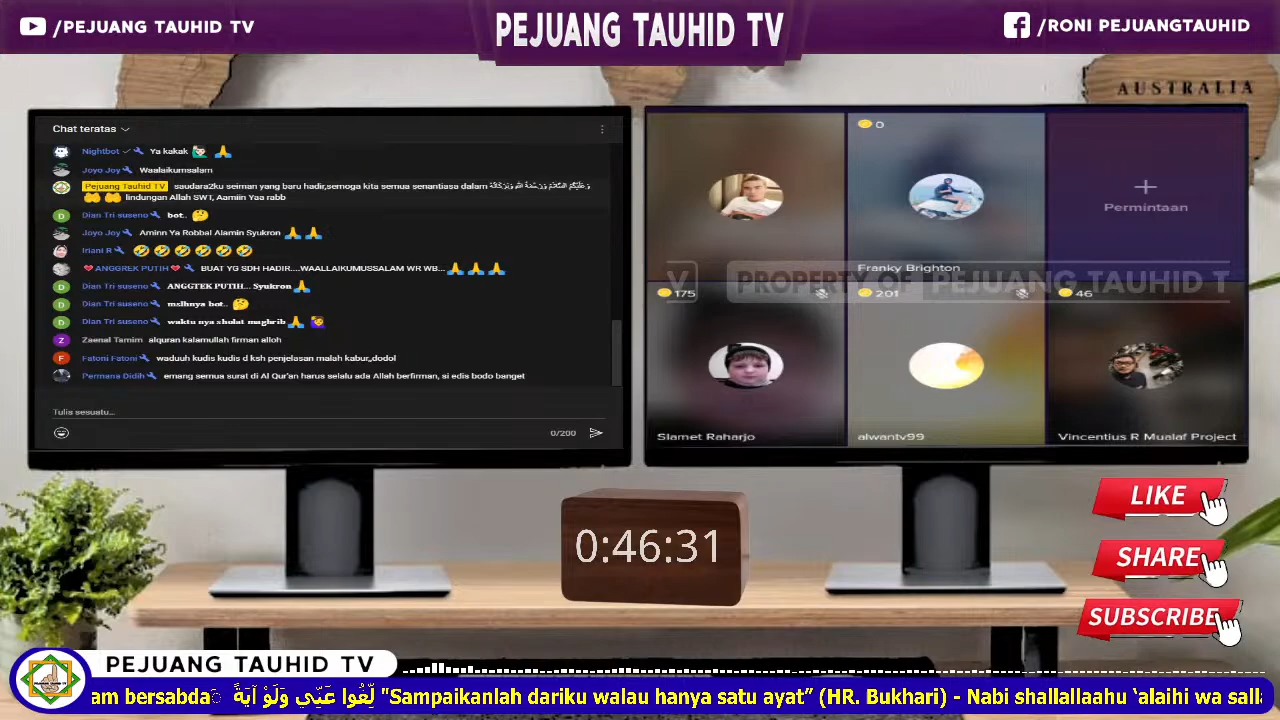 /PEJUANG TAUHID TV
PEJUANG TAUHID TV
/RONI PEJUANGTAUHID
AUSTRALIA
Chat teratas
Nightbot Ya kakak 🙋🏻‍♂️ 🙏
Joyo Joy Waalaikumsalam
Pejuang Tauhid TV saudara2ku seiman yang baru hadir,semoga kita semua senantiasa dalam
🤲 🤲 lindungan Allah SWT, Aamiin Yaa rabb
Dian Tri suseno bot.. 🤔
Joyo Joy Aminn Ya Robbal Alamin Syukron 🙏 🙏
Iriani R 🤣 🤣 🤣 🤣 🤣 🤣
❤ANGGREK PUTIH❤ BUAT YG SDH HADIR....WAALLAIKUMUSSALAM WR WB... 🙏 🙏 🙏
Dian Tri suseno ANGGTEK PUTIH... Syukron 🙏
Dian Tri suseno mslhnya bot.. 🤔
Dian Tri suseno waktu nya sholat maghrib 🙏 🙋
Zaenal Tamim alquran kalamullah firman alloh
Fatoni Fatoni waduuh kudis kudis d ksh penjelasan malah kabur,,dodol
Permana Didih emang semua surat di Al Qur'an harus selalu ada Allah berfirman, si edis bodo banget
Tulis sesuatu...
0/200
0
Permintaan
Franky Brighton
V PROPERTY OF PEJUANG TAUHID T
175
201
46
Slamet Raharjo
alwantv99
Vincentius R Mualaf Project
0:46:31
LIKE
SHARE
SUBSCRIBE
PEJUANG TAUHID TV
am bersabda لِّغُوا عَنِّي وَلَوْ آيَةً "Sampaikanlah dariku walau hanya satu ayat” (HR. Bukhari) - Nabi shallallaahu ‘alaihi wa sall